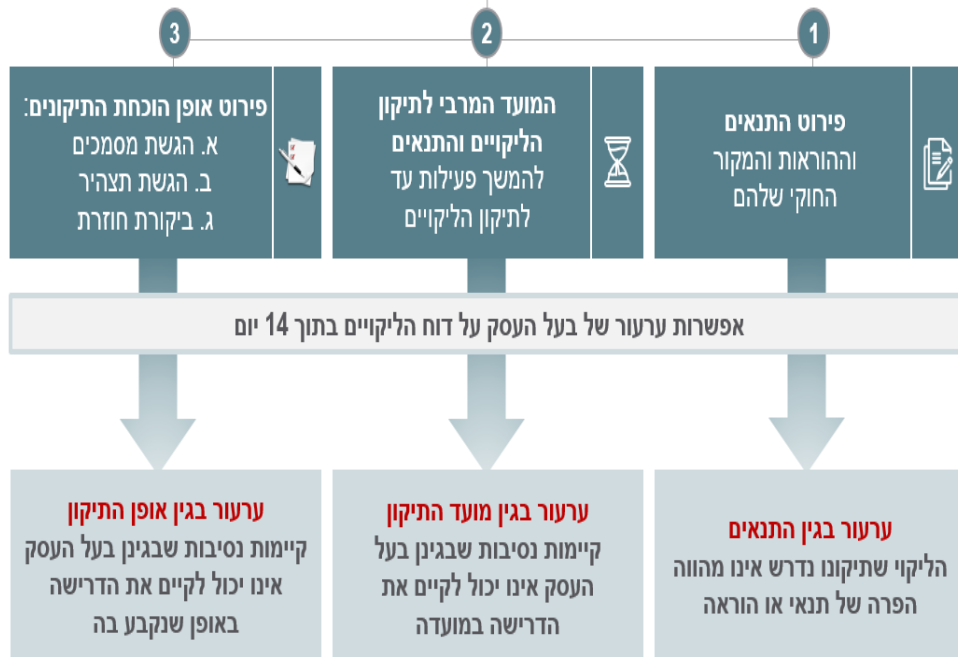 1
פירוט התנאים
וההוראות והמקור
החוקי שלהם
2
המועד המרבי לתיקון
הליקויים והתנאים
להמשך פעילות עד
לתיקון הליקויים
3
פירוט אופן הוכחת התיקונים:
א. הגשת מסמכים
ב. הגשת תצהיר
ג. ביקורת חוזרת
אפשרות ערעור של בעל העסק על דוח הליקויים בתוך 14 יום
ערעור בגין התנאים
הליקוי שתיקונו נדרש אינו מהווה
הפרה של תנאי או הוראה
ערעור בגין מועד התיקון
קיימות נסיבות שבגינן בעל
העסק אינו יכול לקיים את
הדרישה במועדה
ערעור בגין אופן התיקון
קיימות נסיבות שבגינן בעל העסק
אינו יכול לקיים את הדרישה
באופן שנקבע בה